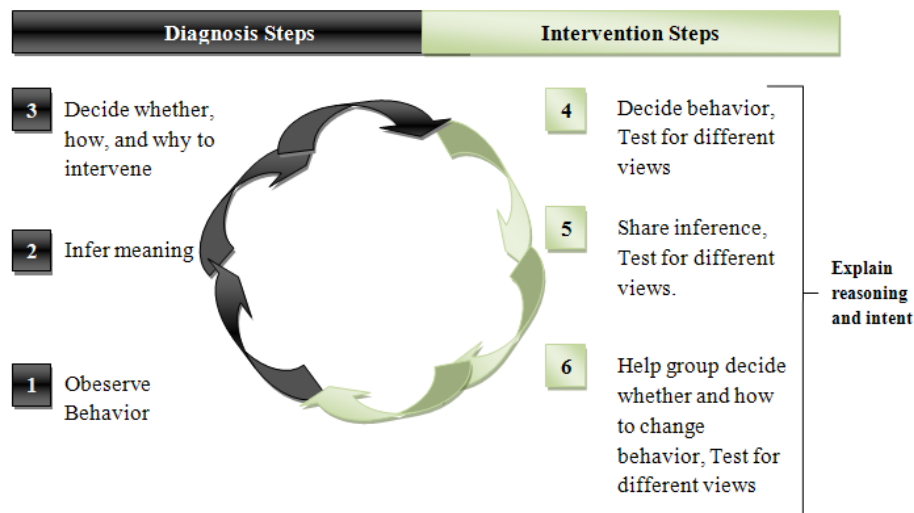 Diagnosis Steps
Intervention Steps
3
Decide whether,
how, and why to
intervene
2
Infer meaning
1
Obeserve
Behavior
4
Decide behavior,
Test for different
views
5
Share inference,
Test for different
views.
6
Help group decide
whether and how
to change
behavior, Test for
different views
Explain
reasoning
and intent